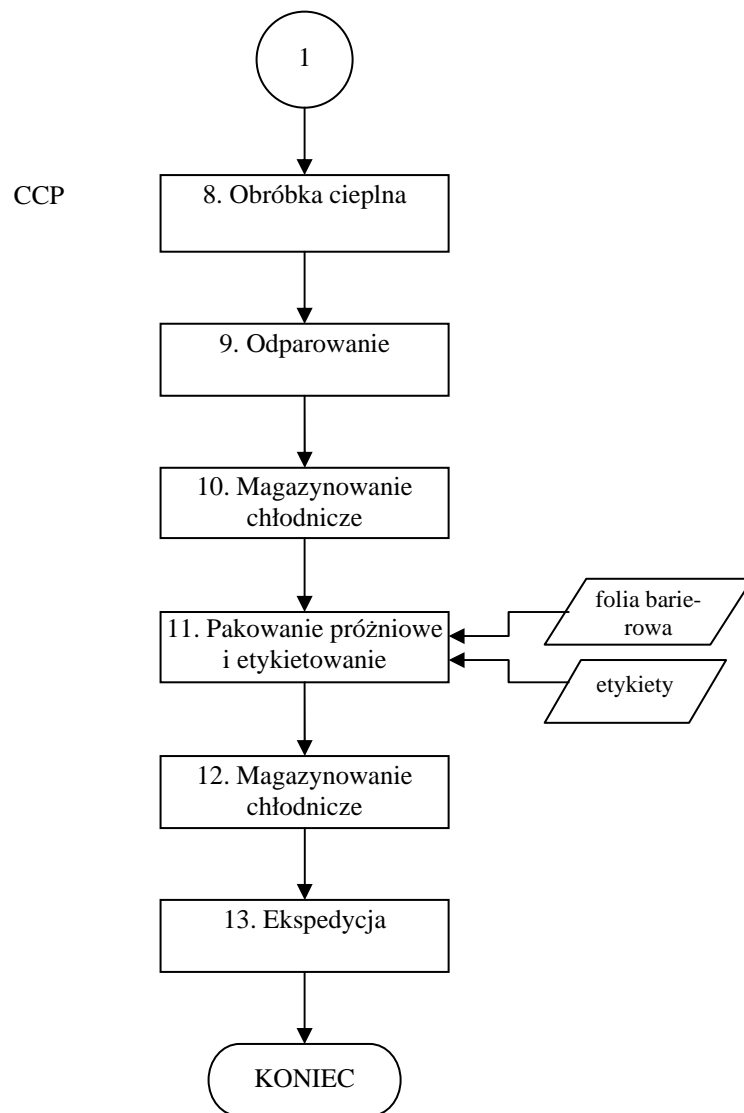 1
CCP
8. Obróbka cieplna
9. Odparowanie
10. Magazynowanie
chłodnicze
11. Pakowanie próżniowe
i etykietowanie
folia barie-
rowa
etykiety
12. Magazynowanie
chłodnicze
13. Ekspedycja
KONIEC